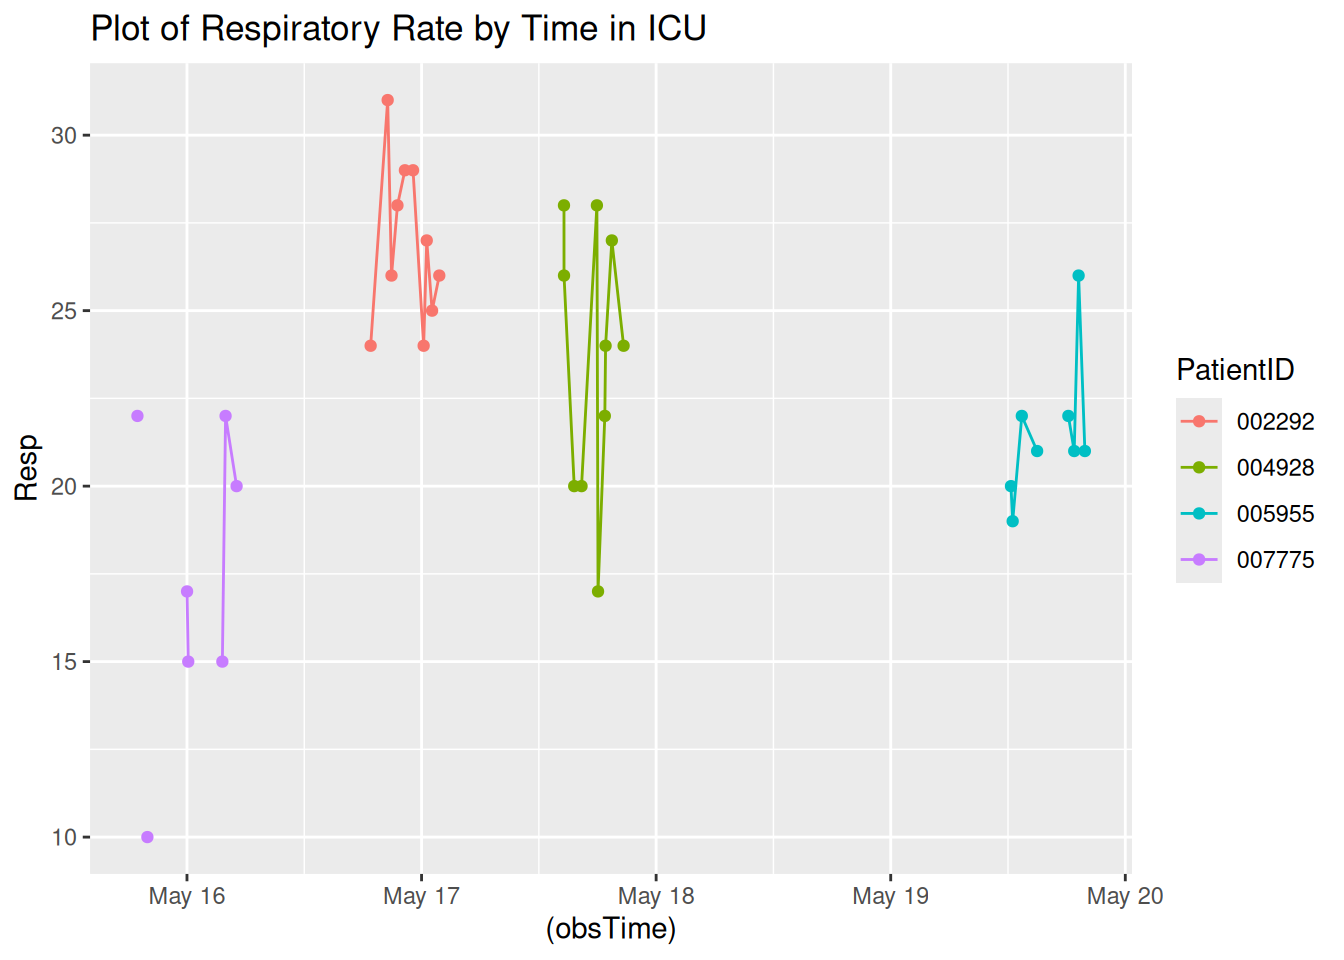 Plot of Respiratory Rate by Time in ICU
30
25
20
15
10
Resp
May 16 May 17 May 18 May 19 May 20
(obsTime)
PatientID
002292
004928
005955
007775